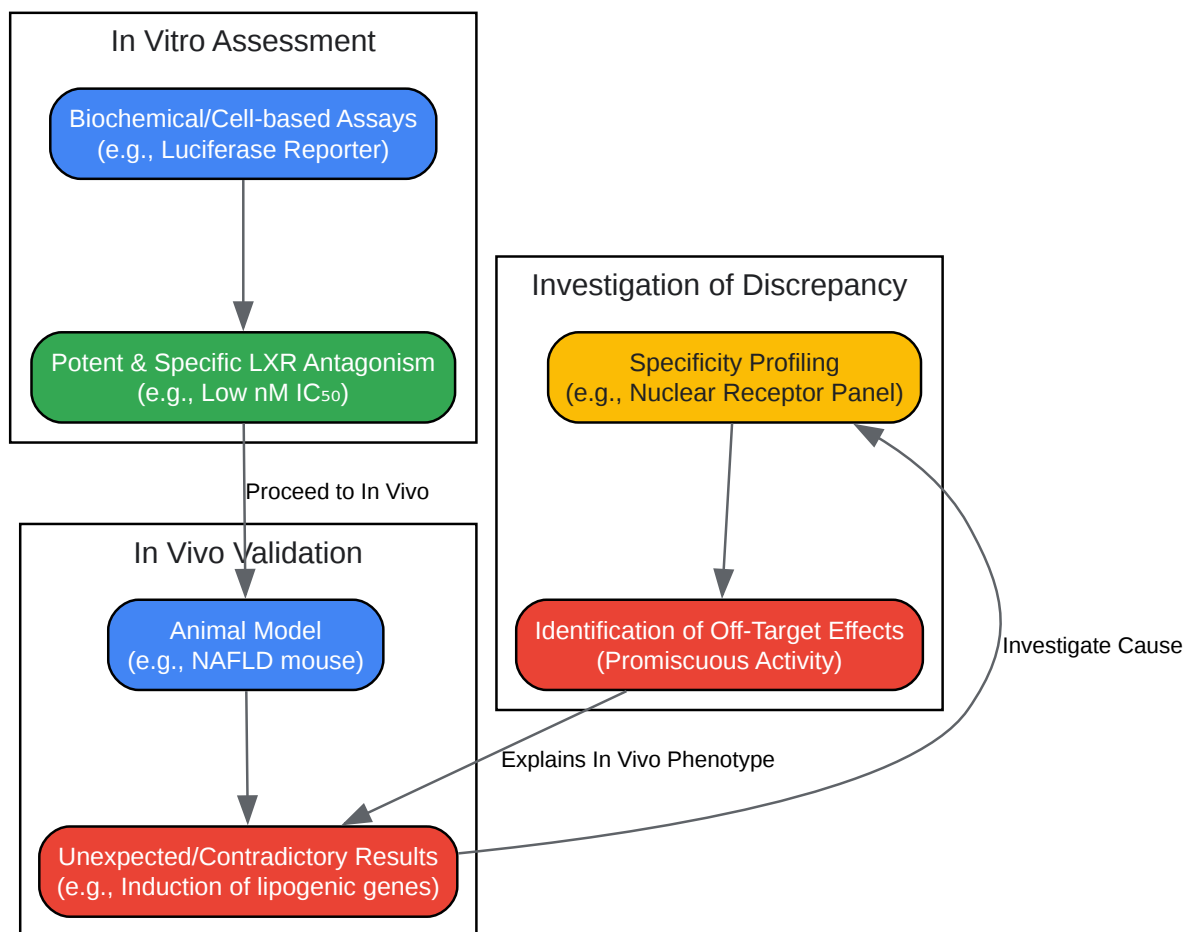 In Vitro Assessment
Biochemical/Cell-based Assays
(e.g., Luciferase Reporter)
Potent & Specific LXR Antagonism
(e.g., Low nM IC₅₀)
Proceed to In Vivo
In Vivo Validation
Animal Model
(e.g., NAFLD mouse)
Unexpected/Contradictory Results
(e.g., Induction of lipogenic genes)
Investigation of Discrepancy
Specificity Profiling
(e.g., Nuclear Receptor Panel)
Identification of Off-Target Effects
(Promiscuous Activity)
Explains In Vivo Phenotype
Investigate Cause